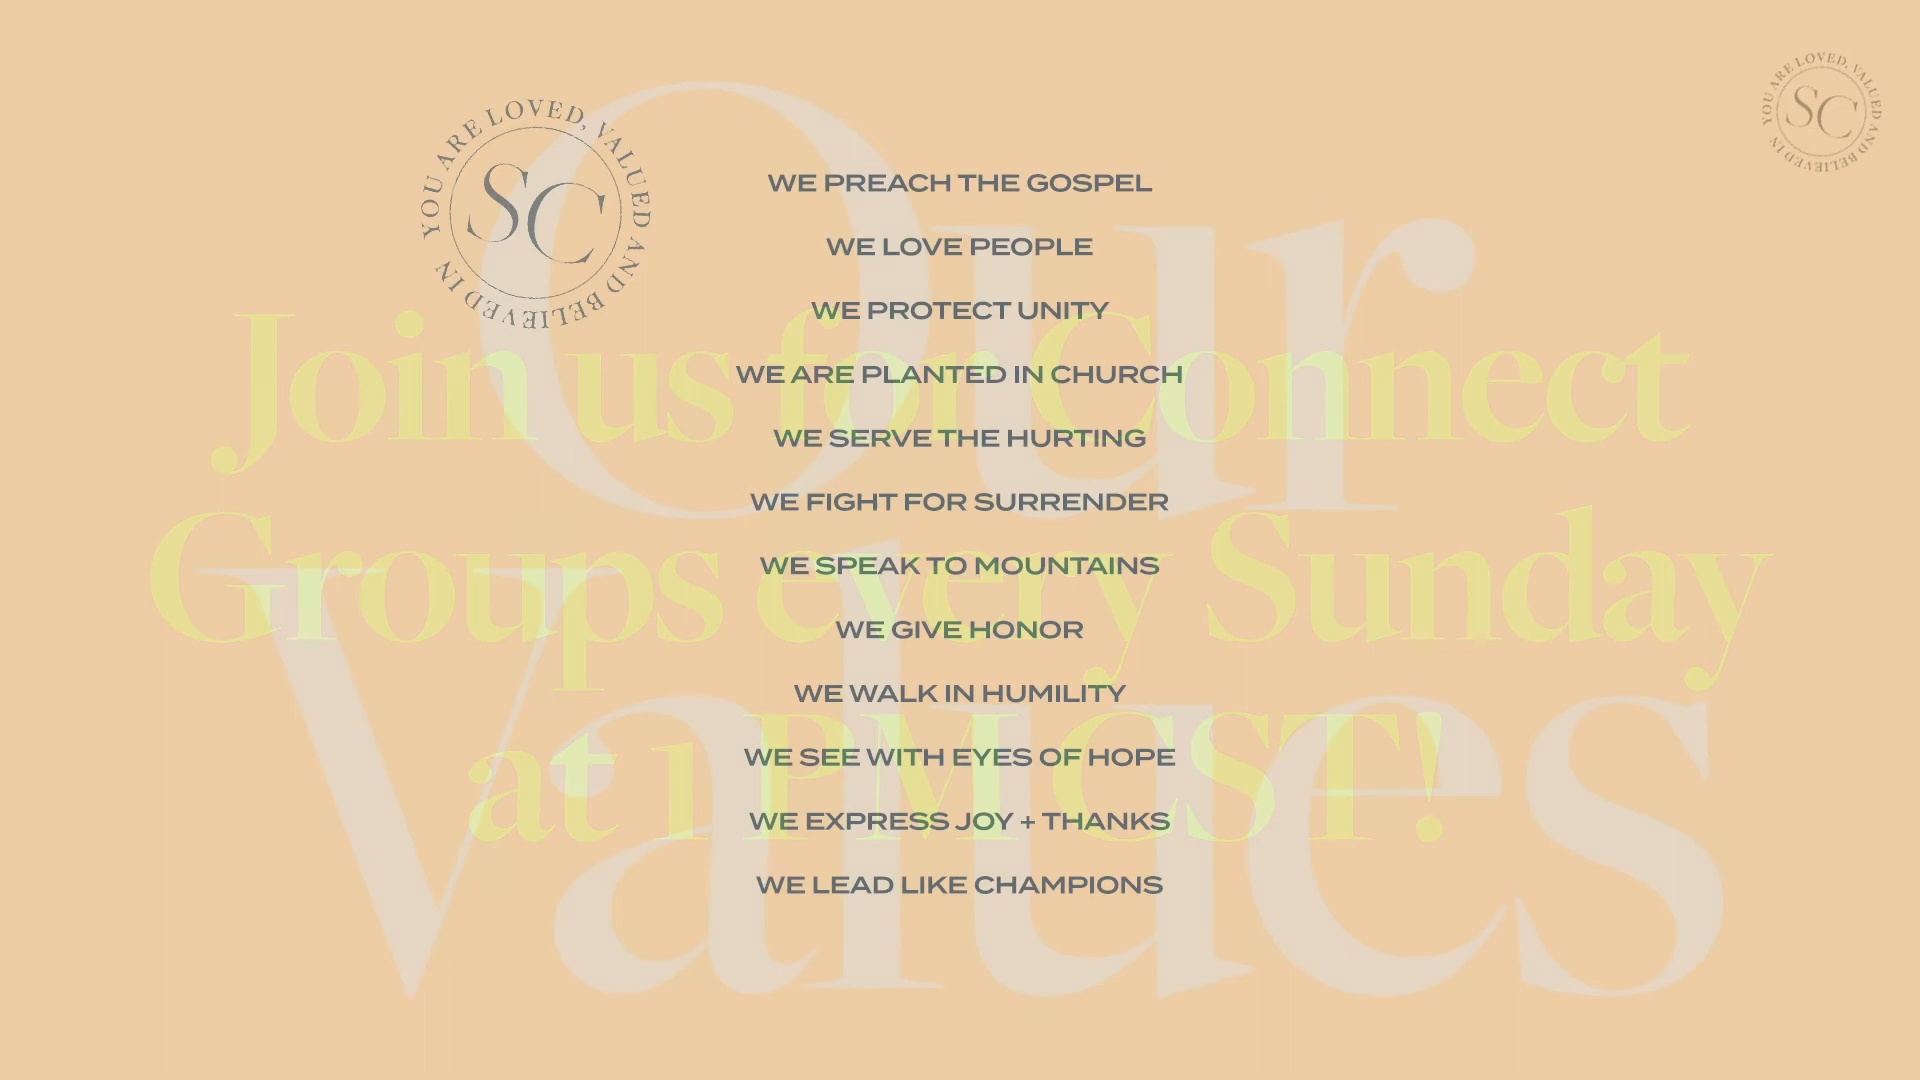 YOU ARE LOVED, VALUED AND BELIEVED IN
SC
YOU ARE LOVED, VALUED AND BELIEVED IN
SC
Our
Values
Join us for Connect
Groups every Sunday
at 1 PM CST!
WE PREACH THE GOSPEL
WE LOVE PEOPLE
WE PROTECT UNITY
WE ARE PLANTED IN CHURCH
WE SERVE THE HURTING
WE FIGHT FOR SURRENDER
WE SPEAK TO MOUNTAINS
WE GIVE HONOR
WE WALK IN HUMILITY
WE SEE WITH EYES OF HOPE
WE EXPRESS JOY + THANKS
WE LEAD LIKE CHAMPIONS